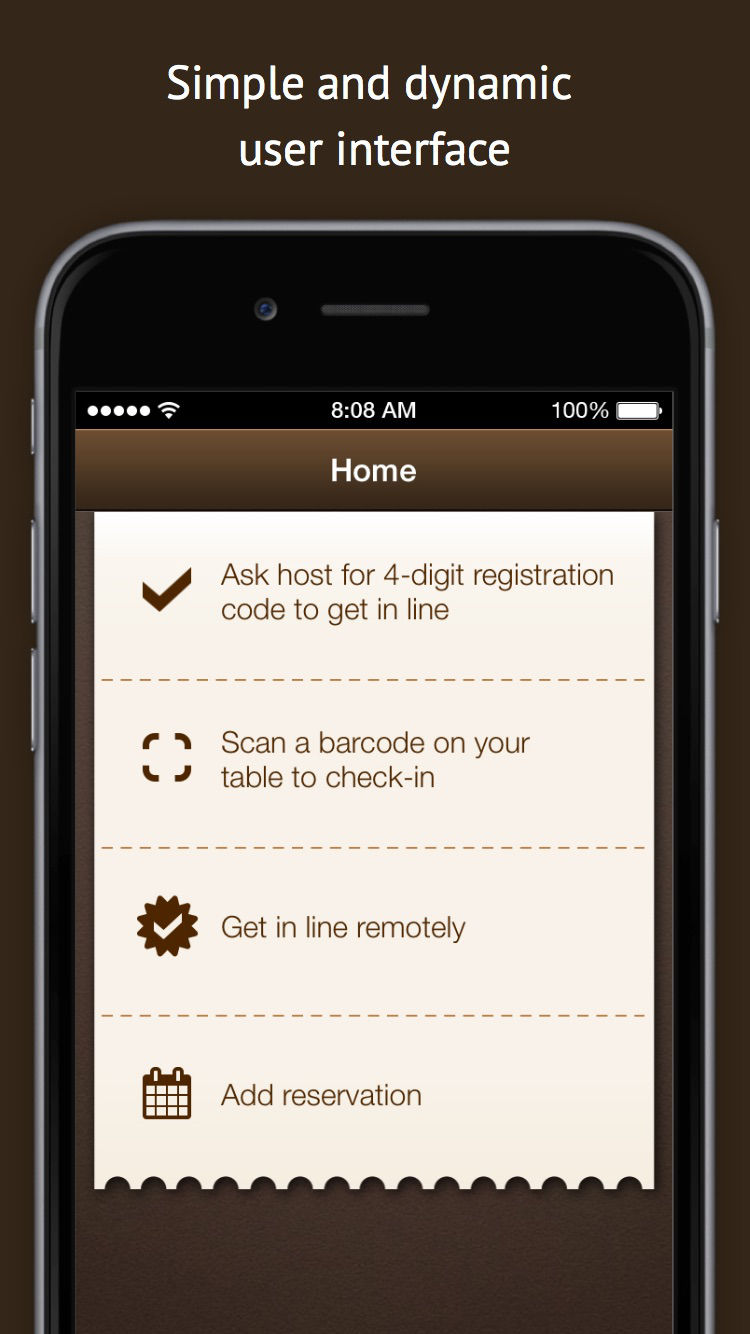 Simple and dynamic
user interface
8:08 AM
100%
Home
Ask host for 4-digit registration
code to get in line
Scan a barcode on your
table to check-in
Get in line remotely
Add reservation